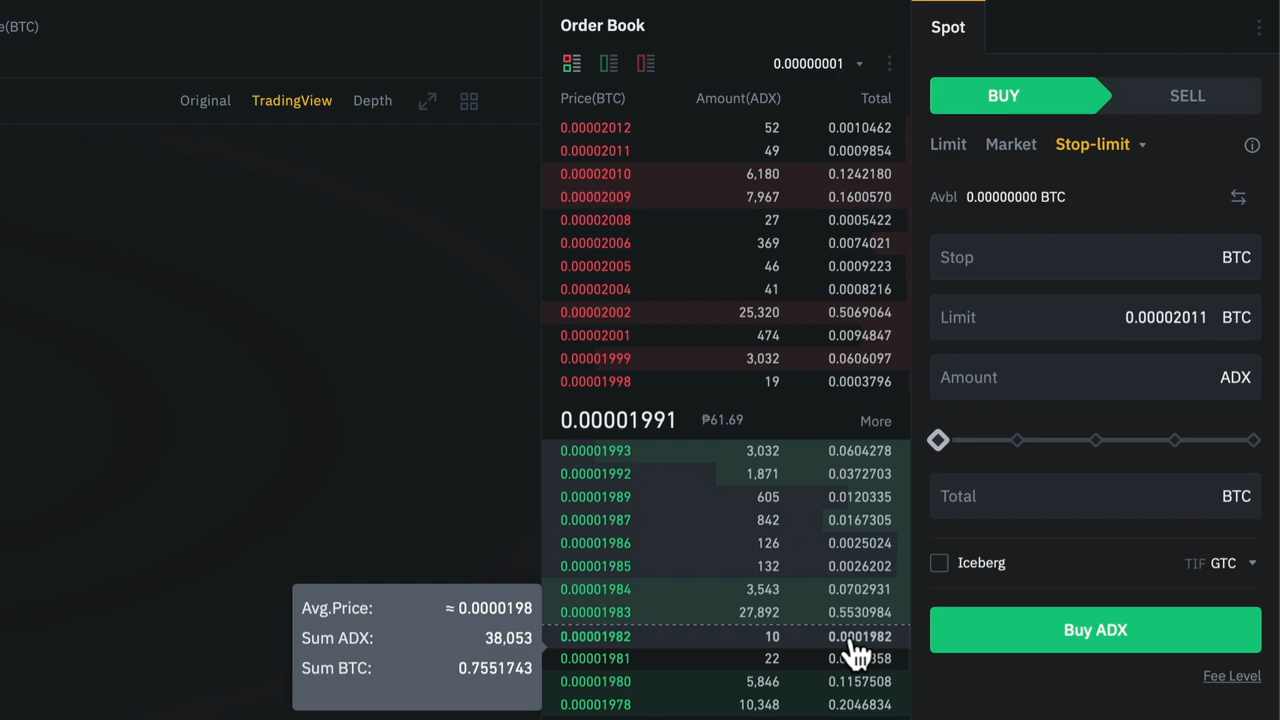 e(BTC)
Original TradingView Depth
Order Book
0.00000001
Price(BTC) Amount(ADX) Total
0.00002012 52 0.0010462
0.00002011 49 0.0009854
0.00002010 6,180 0.1242180
0.00002009 7,967 0.1600570
0.00002008 27 0.0005422
0.00002006 369 0.0074021
0.00002005 46 0.0009223
0.00002004 41 0.0008216
0.00002002 25,320 0.5069064
0.00002001 474 0.0094847
0.00001999 3,032 0.0606097
0.00001998 19 0.0003796
0.00001991 ₱61.69 More
0.00001993 3,032 0.0604278
0.00001992 1,871 0.0372703
0.00001989 605 0.0120335
0.00001987 842 0.0167305
0.00001986 126 0.0025024
0.00001985 132 0.0026202
0.00001984 3,543 0.0702931
0.00001983 27,892 0.5530984
0.00001982 10 0.0001982
0.00001981 22
0.00001980 5,846 0.1157508
0.00001978 10,348 0.2046834
Avg.Price: ≈ 0.0000198
Sum ADX: 38,053
Sum BTC: 0.7551743
Spot
BUY SELL
Limit Market Stop-limit
Avbl 0.00000000 BTC
Stop BTC
Limit 0.00002011 BTC
Amount ADX
Total BTC
Iceberg TIF GTC
Buy ADX
Fee Level